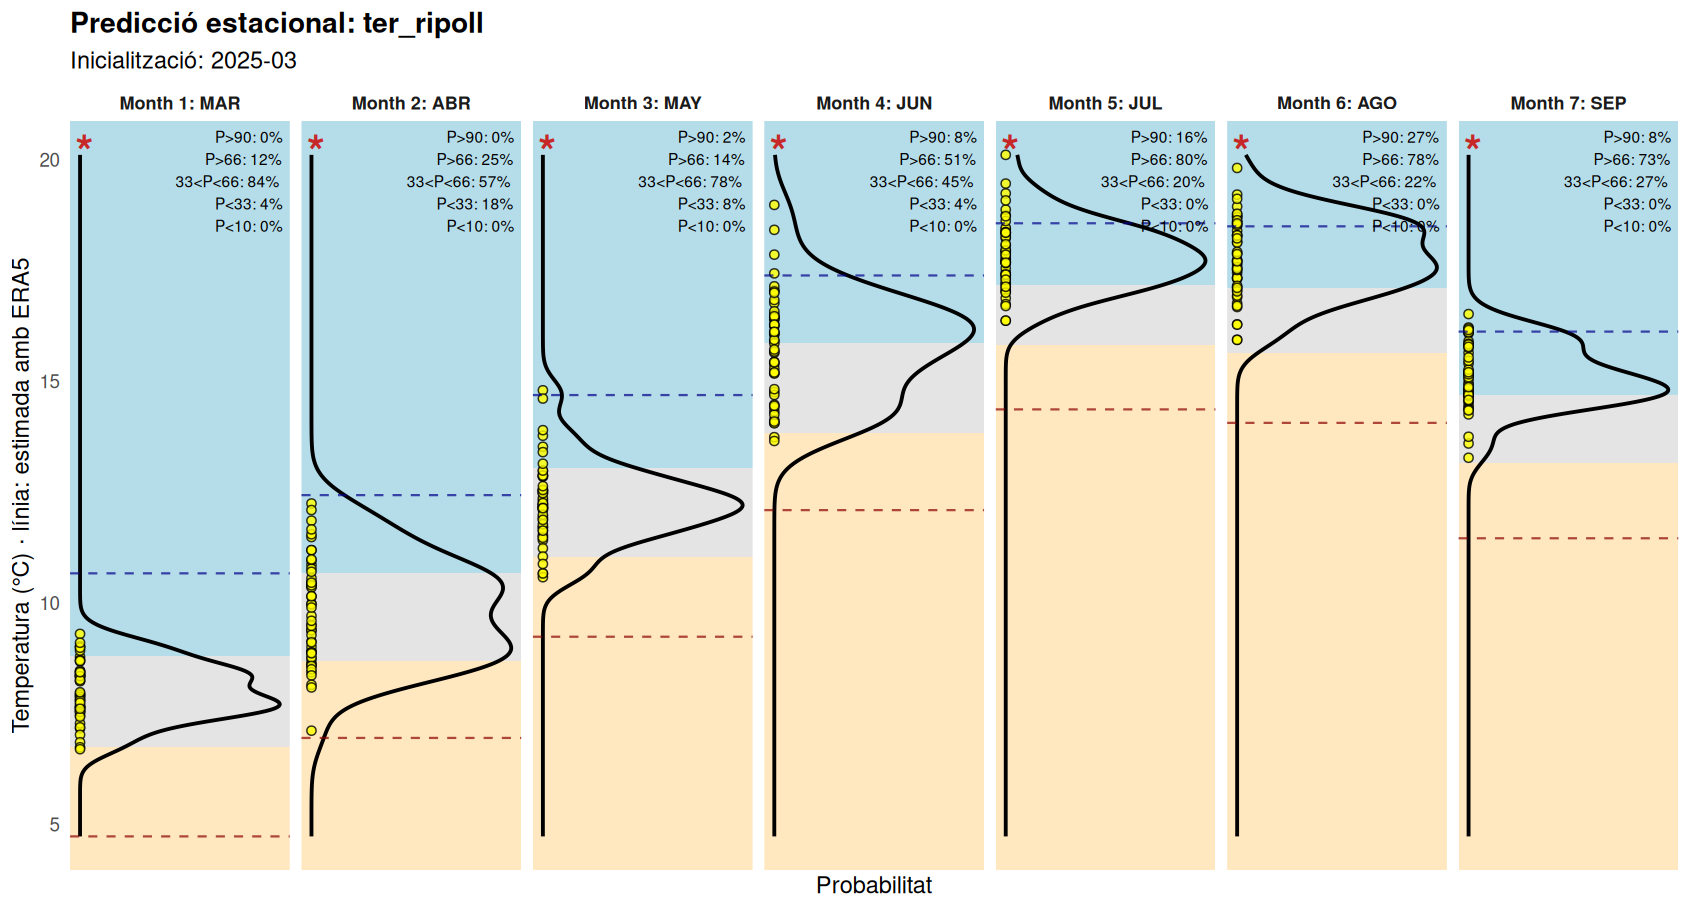 Predicció estacional: ter_ripoll
Inicialització: 2025-03
Month 1: MAR
Month 2: ABR
Month 3: MAY
Month 4: JUN
Month 5: JUL
Month 6: AGO
Month 7: SEP
P>90: 0%
P>66: 12%
33<P<66: 84%
P<33: 4%
P<10: 0%
P>90: 0%
P>66: 25%
33<P<66: 57%
P<33: 18%
P<10: 0%
P>90: 2%
P>66: 14%
33<P<66: 78%
P<33: 8%
P<10: 0%
P>90: 8%
P>66: 51%
33<P<66: 45%
P<33: 4%
P<10: 0%
P>90: 16%
P>66: 80%
33<P<66: 20%
P<33: 0%
P<10: 0%
P>90: 27%
P>66: 78%
33<P<66: 22%
P<33: 0%
P<10: 0%
P>90: 8%
P>66: 73%
33<P<66: 27%
P<33: 0%
P<10: 0%
20
15
10
5
Temperatura (°C) · línia: estimada amb ERA5
Probabilitat